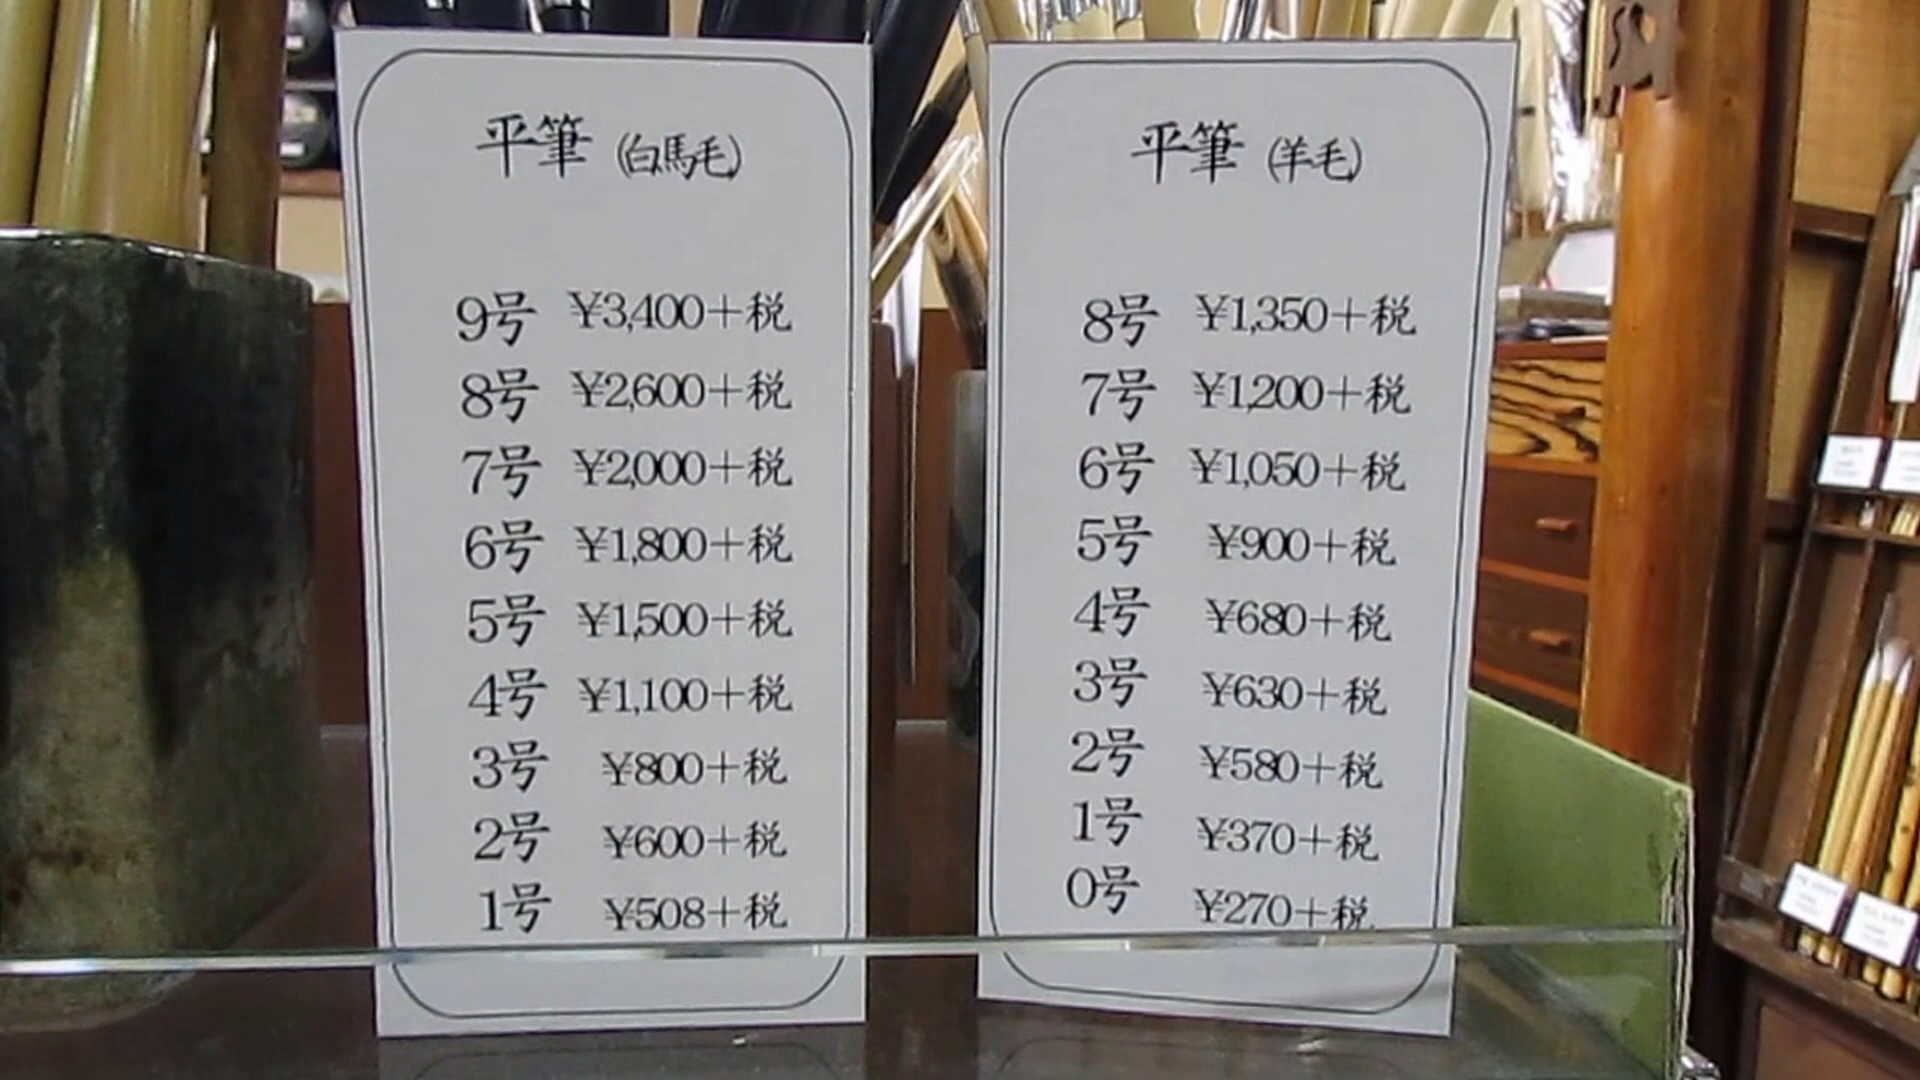 平筆 (白馬毛)
9号 ¥3,400+税
8号 ¥2,600+税
7号 ¥2,000+税
6号 ¥1,800+税
5号 ¥1,500+税
4号 ¥1,100+税
3号 ¥800+税
2号 ¥600+税
1号 ¥508+税
平筆 (羊毛)
8号 ¥1,350+税
7号 ¥1,200+税
6号 ¥1,050+税
5号 ¥900+税
4号 ¥680+税
3号 ¥630+税
2号 ¥580+税
1号 ¥370+税
0号 ¥270+税